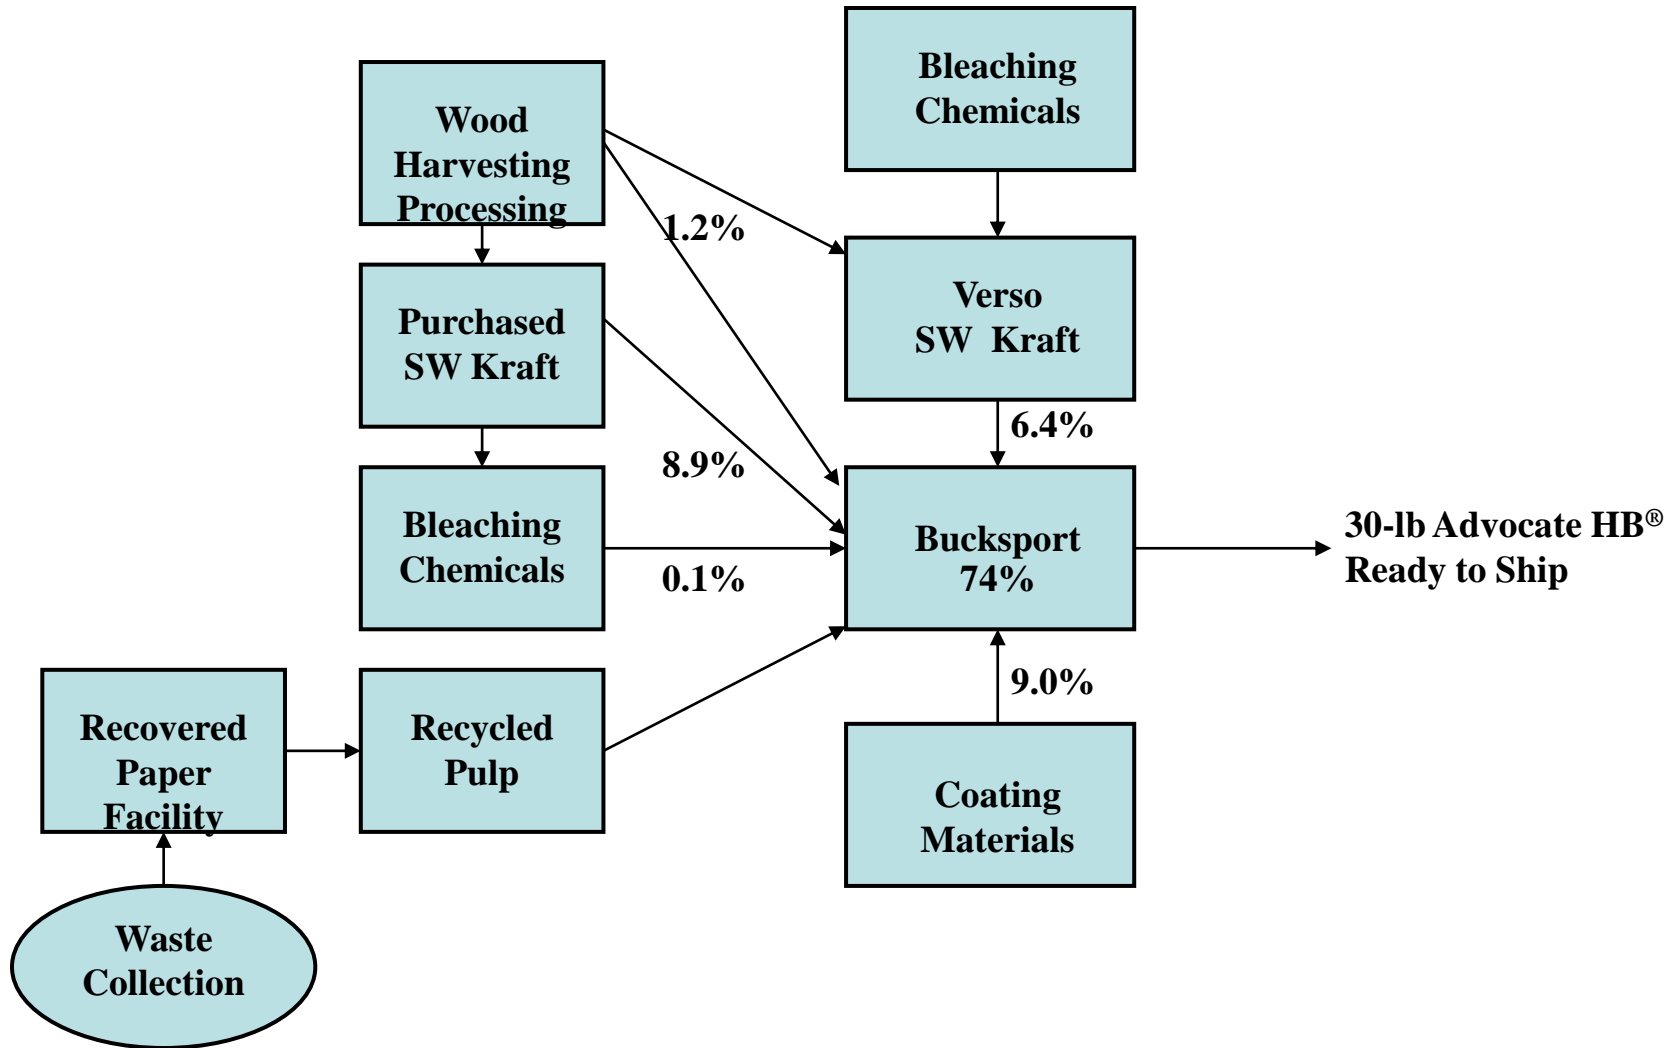 Bleaching
Chemicals
Wood
Harvesting
Processing
1.2%
Purchased
SW Kraft
Verso
SW  Kraft
6.4%
8.9%
Bleaching
Chemicals
0.1%
Bucksport
74%
30-lb Advocate HB®
Ready to Ship
9.0%
Recovered
Paper
Facility
Recycled
Pulp
Coating
Materials
Waste
Collection